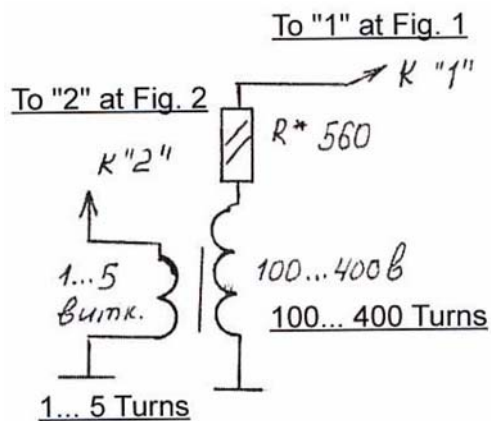 To "1" at Fig. 1
К "1"
To "2" at Fig. 2
R* 560
К "2"
1...5
витк.
100...400в
100... 400 Turns
1... 5 Turns